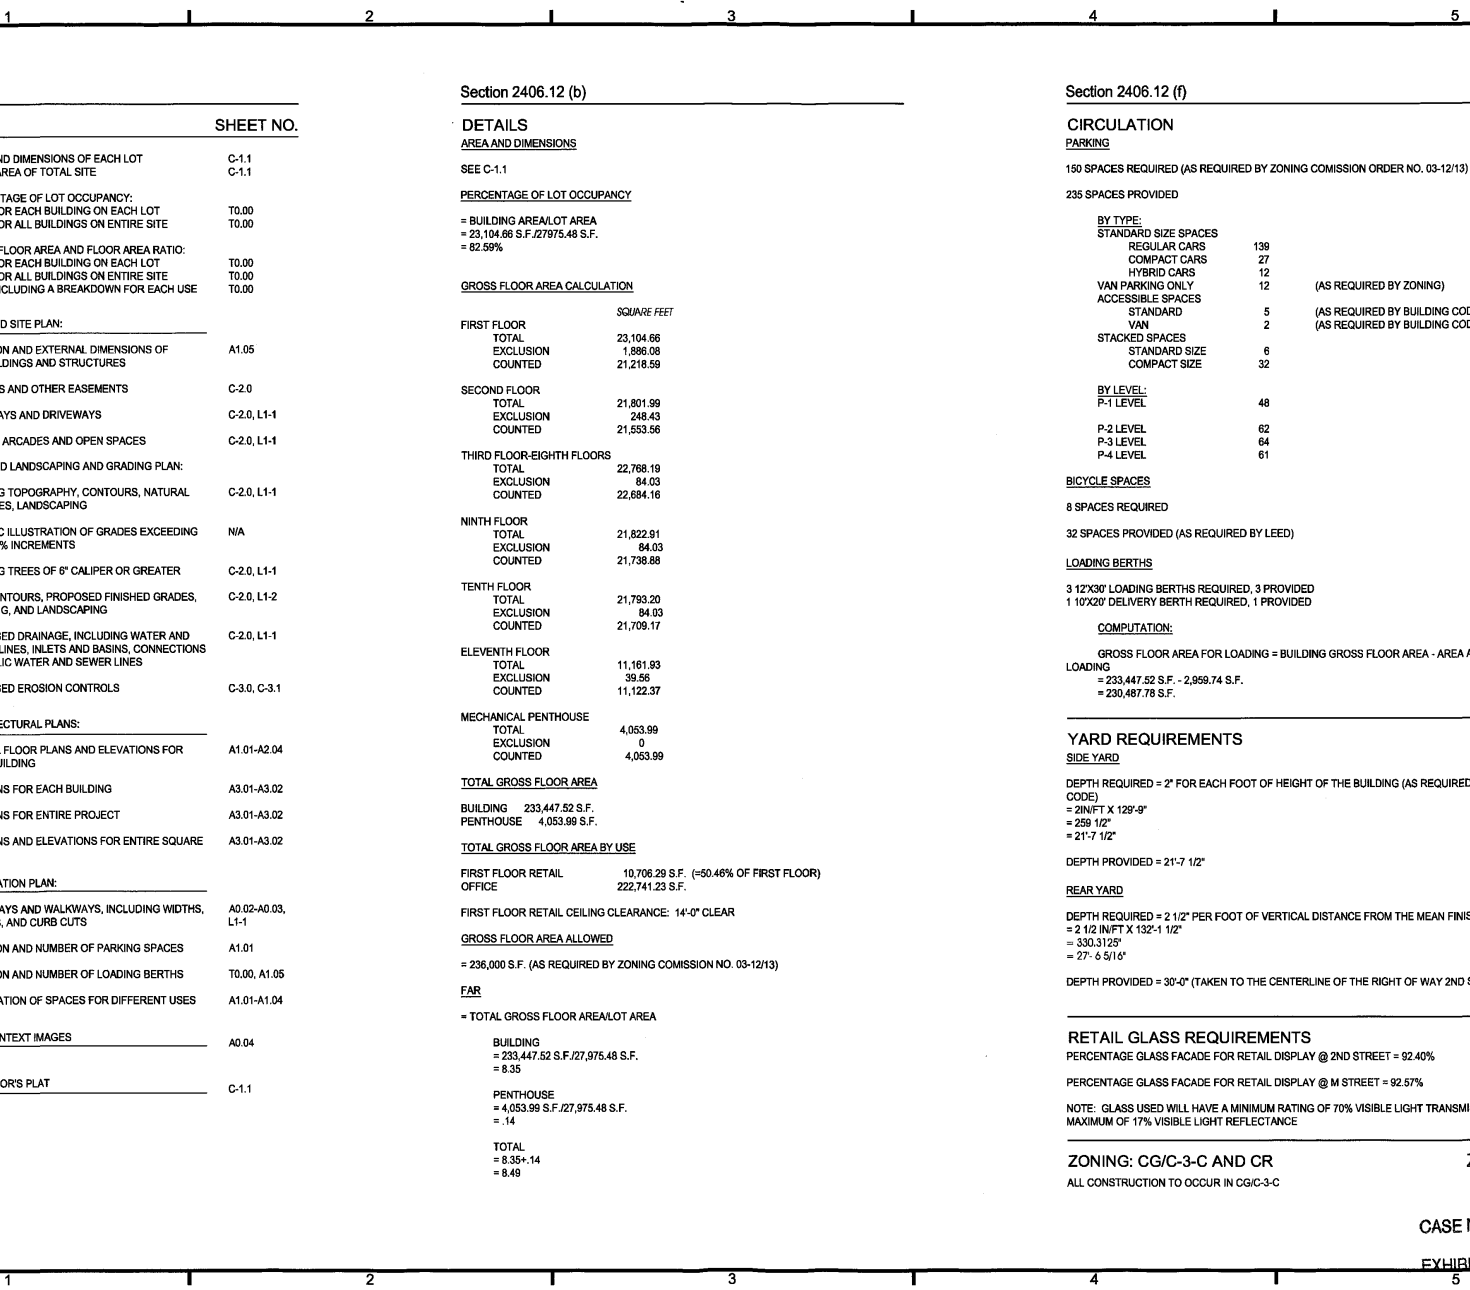 1 2 3 4 5
SHEET NO.
ND DIMENSIONS OF EACH LOT C-1.1
AREA OF TOTAL SITE C-1.1
TAGE OF LOT OCCUPANCY:
OR EACH BUILDING ON EACH LOT T0.00
OR ALL BUILDINGS ON ENTIRE SITE T0.00
FLOOR AREA AND FLOOR AREA RATIO:
OR EACH BUILDING ON EACH LOT T0.00
OR ALL BUILDINGS ON ENTIRE SITE T0.00
NCLUDING A BREAKDOWN FOR EACH USE T0.00
D SITE PLAN:
ON AND EXTERNAL DIMENSIONS OF A1.05
LDINGS AND STRUCTURES
S AND OTHER EASEMENTS C-2.0
AYS AND DRIVEWAYS C-2.0, L1-1
ARCADES AND OPEN SPACES C-2.0, L1-1
D LANDSCAPING AND GRADING PLAN:
G TOPOGRAPHY, CONTOURS, NATURAL C-2.0, L1-1
ES, LANDSCAPING
C ILLUSTRATION OF GRADES EXCEEDING N/A
% INCREMENTS
G TREES OF 6" CALIPER OR GREATER C-2.0, L1-1
NTOURS, PROPOSED FINISHED GRADES, C-2.0, L1-2
G, AND LANDSCAPING
ED DRAINAGE, INCLUDING WATER AND C-2.0, L1-1
LINES, INLETS AND BASINS, CONNECTIONS
LIC WATER AND SEWER LINES
ED EROSION CONTROLS C-3.0, C-3.1
ECTURAL PLANS:
FLOOR PLANS AND ELEVATIONS FOR A1.01-A2.04
UILDING
NS FOR EACH BUILDING A3.01-A3.02
NS FOR ENTIRE PROJECT A3.01-A3.02
NS AND ELEVATIONS FOR ENTIRE SQUARE A3.01-A3.02
ATION PLAN:
AYS AND WALKWAYS, INCLUDING WIDTHS, A0.02-A0.03,
S, AND CURB CUTS L1-1
ON AND NUMBER OF PARKING SPACES A1.01
ON AND NUMBER OF LOADING BERTHS T0.00, A1.05
ATION OF SPACES FOR DIFFERENT USES A1.01-A1.04
NTEXT IMAGES A0.04
OR'S PLAT C-1.1
Section 2406.12 (b)
DETAILS
AREA AND DIMENSIONS
SEE C-1.1
PERCENTAGE OF LOT OCCUPANCY
= BUILDING AREA/LOT AREA
= 23,104.66 S.F./27975.48 S.F.
= 82.59%
GROSS FLOOR AREA CALCULATION
SQUARE FEET
FIRST FLOOR
TOTAL 23,104.66
EXCLUSION 1,886.08
COUNTED 21,218.59
SECOND FLOOR
TOTAL 21,801.99
EXCLUSION 248.43
COUNTED 21,553.56
THIRD FLOOR-EIGHTH FLOORS
TOTAL 22,768.19
EXCLUSION 84.03
COUNTED 22,684.16
NINTH FLOOR
TOTAL 21,822.91
EXCLUSION 84.03
COUNTED 21,738.88
TENTH FLOOR
TOTAL 21,793.20
EXCLUSION 84.03
COUNTED 21,709.17
ELEVENTH FLOOR
TOTAL 11,161.93
EXCLUSION 39.56
COUNTED 11,122.37
MECHANICAL PENTHOUSE
TOTAL 4,053.99
EXCLUSION 0
COUNTED 4,053.99
TOTAL GROSS FLOOR AREA
BUILDING 233,447.52 S.F.
PENTHOUSE 4,053.99 S.F.
TOTAL GROSS FLOOR AREA BY USE
FIRST FLOOR RETAIL 10,706.29 S.F. (=50.46% OF FIRST FLOOR)
OFFICE 222,741.23 S.F.
FIRST FLOOR RETAIL CEILING CLEARANCE: 14'-0" CLEAR
GROSS FLOOR AREA ALLOWED
= 236,000 S.F. (AS REQUIRED BY ZONING COMISSION NO. 03-12/13)
FAR
= TOTAL GROSS FLOOR AREA/LOT AREA
BUILDING
= 233,447.52 S.F./27,975.48 S.F.
= 8.35
PENTHOUSE
= 4,053.99 S.F./27,975.48 S.F.
= .14
TOTAL
= 8.35+.14
= 8.49
Section 2406.12 (f)
CIRCULATION
PARKING
150 SPACES REQUIRED (AS REQUIRED BY ZONING COMISSION ORDER NO. 03-12/13)
235 SPACES PROVIDED
BY TYPE:
STANDARD SIZE SPACES
REGULAR CARS 139
COMPACT CARS 27
HYBRID CARS 12
VAN PARKING ONLY 12 (AS REQUIRED BY ZONING)
ACCESSIBLE SPACES
STANDARD 5 (AS REQUIRED BY BUILDING COD
VAN 2 (AS REQUIRED BY BUILDING COD
STACKED SPACES
STANDARD SIZE 6
COMPACT SIZE 32
BY LEVEL:
P-1 LEVEL 48
P-2 LEVEL 62
P-3 LEVEL 64
P-4 LEVEL 61
BICYCLE SPACES
8 SPACES REQUIRED
32 SPACES PROVIDED (AS REQUIRED BY LEED)
LOADING BERTHS
3 12'X30' LOADING BERTHS REQUIRED, 3 PROVIDED
1 10'X20' DELIVERY BERTH REQUIRED, 1 PROVIDED
COMPUTATION:
GROSS FLOOR AREA FOR LOADING = BUILDING GROSS FLOOR AREA - AREA A
LOADING
= 233,447.52 S.F. - 2,959.74 S.F.
= 230,487.78 S.F.
YARD REQUIREMENTS
SIDE YARD
DEPTH REQUIRED = 2" FOR EACH FOOT OF HEIGHT OF THE BUILDING (AS REQUIRED
CODE)
= 2IN/FT X 129'-9"
= 259 1/2"
= 21'-7 1/2"
DEPTH PROVIDED = 21'-7 1/2"
REAR YARD
DEPTH REQUIRED = 2 1/2" PER FOOT OF VERTICAL DISTANCE FROM THE MEAN FINIS
= 2 1/2 IN/FT X 132'-1 1/2"
= 330.3125"
= 27'- 6 5/16"
DEPTH PROVIDED = 30'-0" (TAKEN TO THE CENTERLINE OF THE RIGHT OF WAY 2ND S
RETAIL GLASS REQUIREMENTS
PERCENTAGE GLASS FACADE FOR RETAIL DISPLAY @ 2ND STREET = 92.40%
PERCENTAGE GLASS FACADE FOR RETAIL DISPLAY @ M STREET = 92.57%
NOTE: GLASS USED WILL HAVE A MINIMUM RATING OF 70% VISIBLE LIGHT TRANSMI
MAXIMUM OF 17% VISIBLE LIGHT REFLECTANCE
ZONING: CG/C-3-C AND CR
ALL CONSTRUCTION TO OCCUR IN CG/C-3-C
CASE
EXHIB
1 2 3 4 5